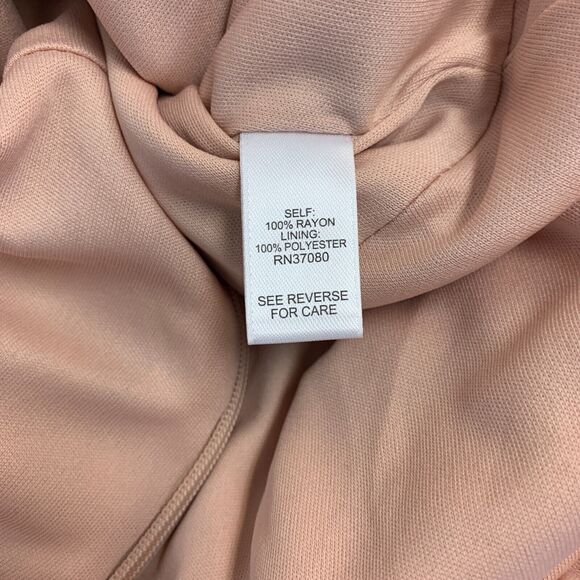 SELF:
100% RAYON
LINING:
100% POLYESTER
RN37080
SEE REVERSE
FOR CARE